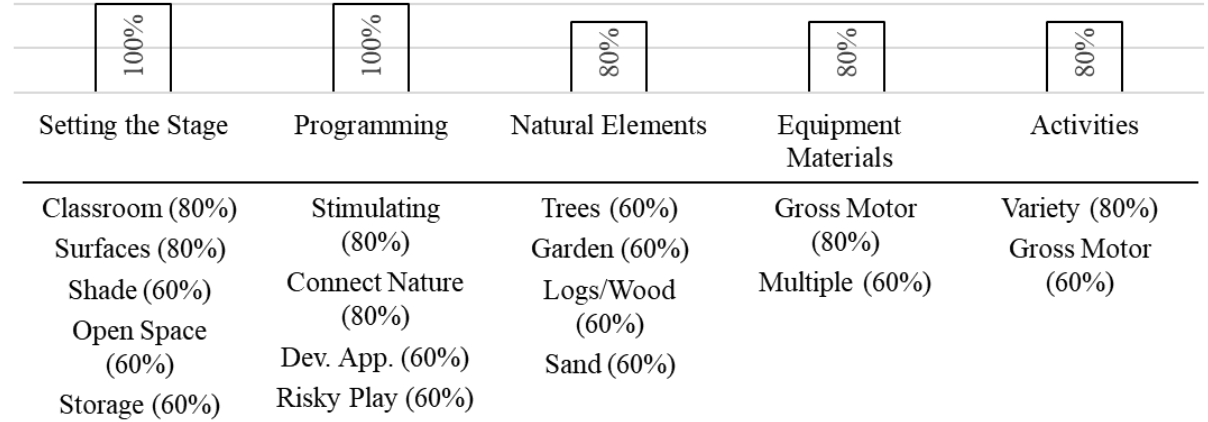 100%
100%
80%
80%
80%
Setting the Stage
Programming
Natural Elements
Equipment
Materials
Activities
Classroom (80%)
Surfaces (80%)
Shade (60%)
Open Space
(60%)
Storage (60%)
Stimulating
(80%)
Connect Nature
(80%)
Dev. App. (60%)
Risky Play (60%)
Trees (60%)
Garden (60%)
Logs/Wood
(60%)
Sand (60%)
Gross Motor
(80%)
Multiple (60%)
Variety (80%)
Gross Motor
(60%)